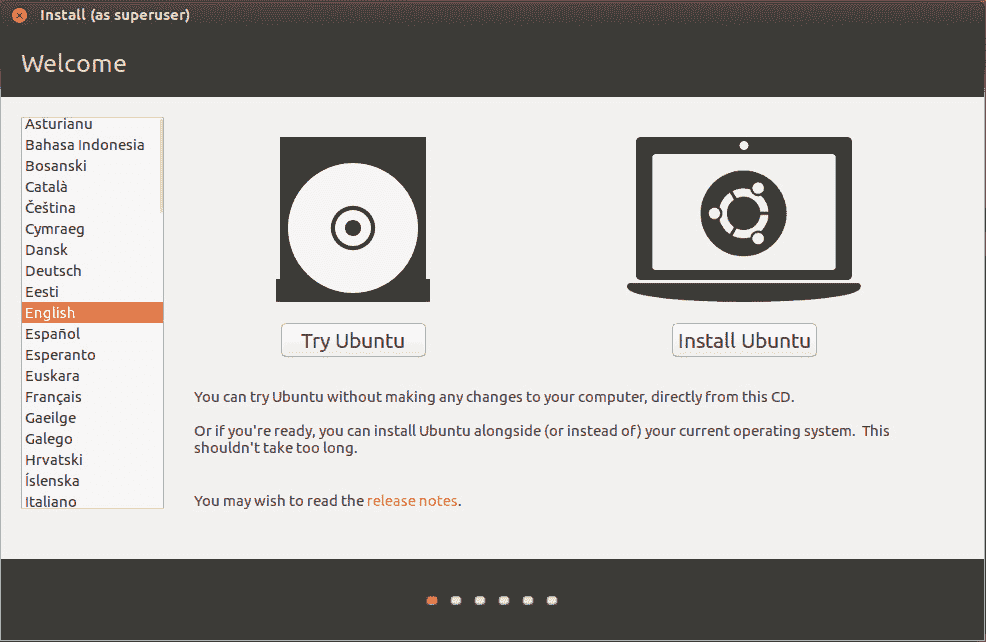 Install (as superuser)
Welcome
Asturianu
Bahasa Indonesia
Bosanski
Català
Čeština
Cymraeg
Dansk
Deutsch
Eesti
English
Español
Esperanto
Euskara
Français
Gaeilge
Galego
Hrvatski
Íslenska
Italiano
Try Ubuntu
Install Ubuntu
You can try Ubuntu without making any changes to your computer, directly from this CD.
Or if you're ready, you can install Ubuntu alongside (or instead of) your current operating system. This
shouldn't take too long.
You may wish to read the release notes.